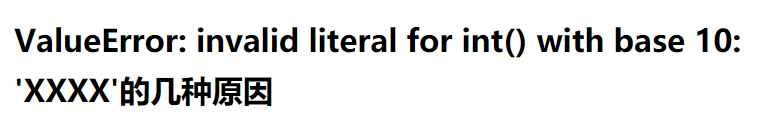 ValueError: invalid literal for int() with base 10:
'XXXX'的几种原因